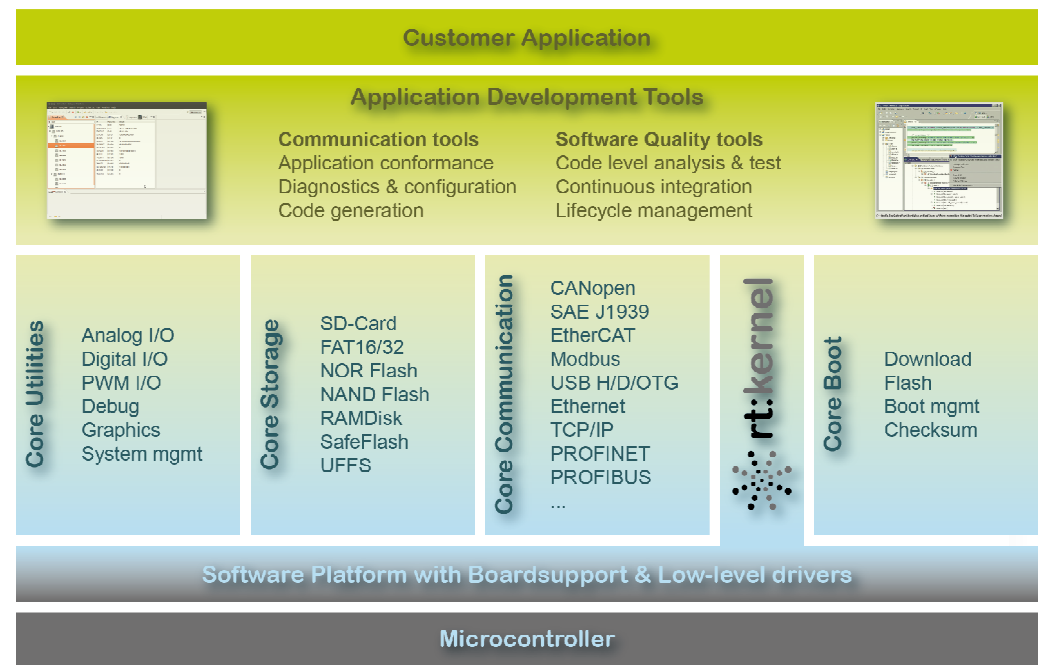 Customer Application
Application Development Tools
Communication tools
Application conformance
Diagnostics & configuration
Code generation
Software Quality tools
Code level analysis & test
Continuous integration
Lifecycle management
Core Utilities
Analog I/O
Digital I/O
PWM I/O
Debug
Graphics
System mgmt
Core Storage
SD-Card
FAT16/32
NOR Flash
NAND Flash
RAMDisk
SafeFlash
UFFS
Core Communication
CANopen
SAE J1939
EtherCAT
Modbus
USB H/D/OTG
Ethernet
TCP/IP
PROFINET
PROFIBUS
...
rt:kernel
Core Boot
Download
Flash
Boot mgmt
Checksum
Software Platform with Boardsupport & Low-level drivers
Microcontroller